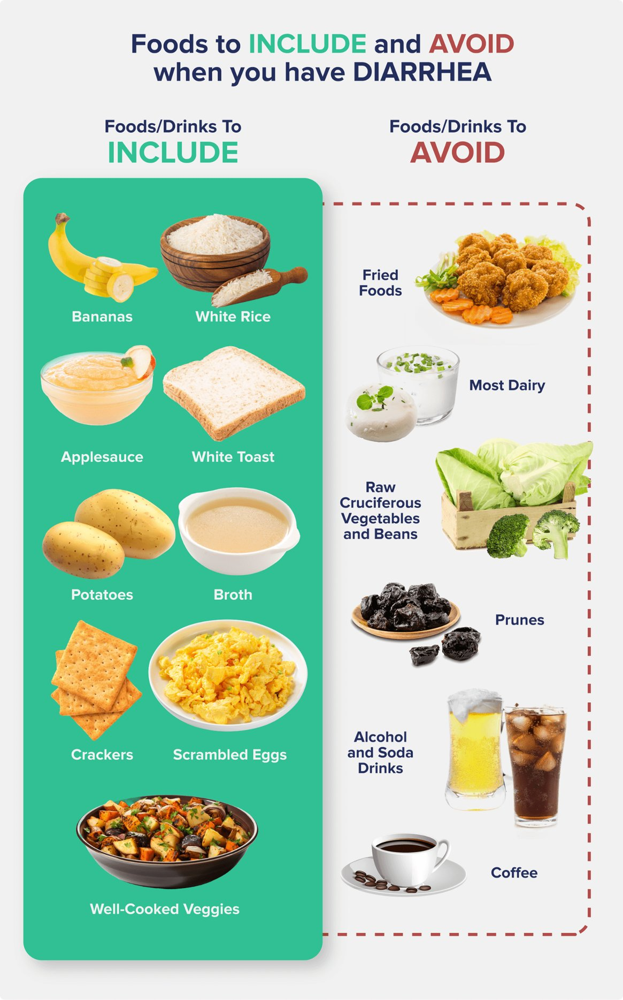 Foods to INCLUDE and AVOID
when you have DIARRHEA
Foods/Drinks To
INCLUDE
Bananas
White Rice
Applesauce
White Toast
Potatoes
Broth
Crackers
Scrambled Eggs
Well-Cooked Veggies
Foods/Drinks To
AVOID
Fried
Foods
Most Dairy
Raw
Cruciferous
Vegetables
and Beans
Prunes
Alcohol
and Soda
Drinks
Coffee